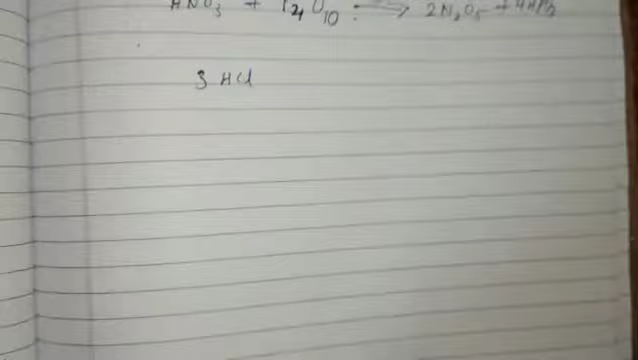 HNO3 + P4O10 → 2N2O5 + 4HPO3
3 HCl